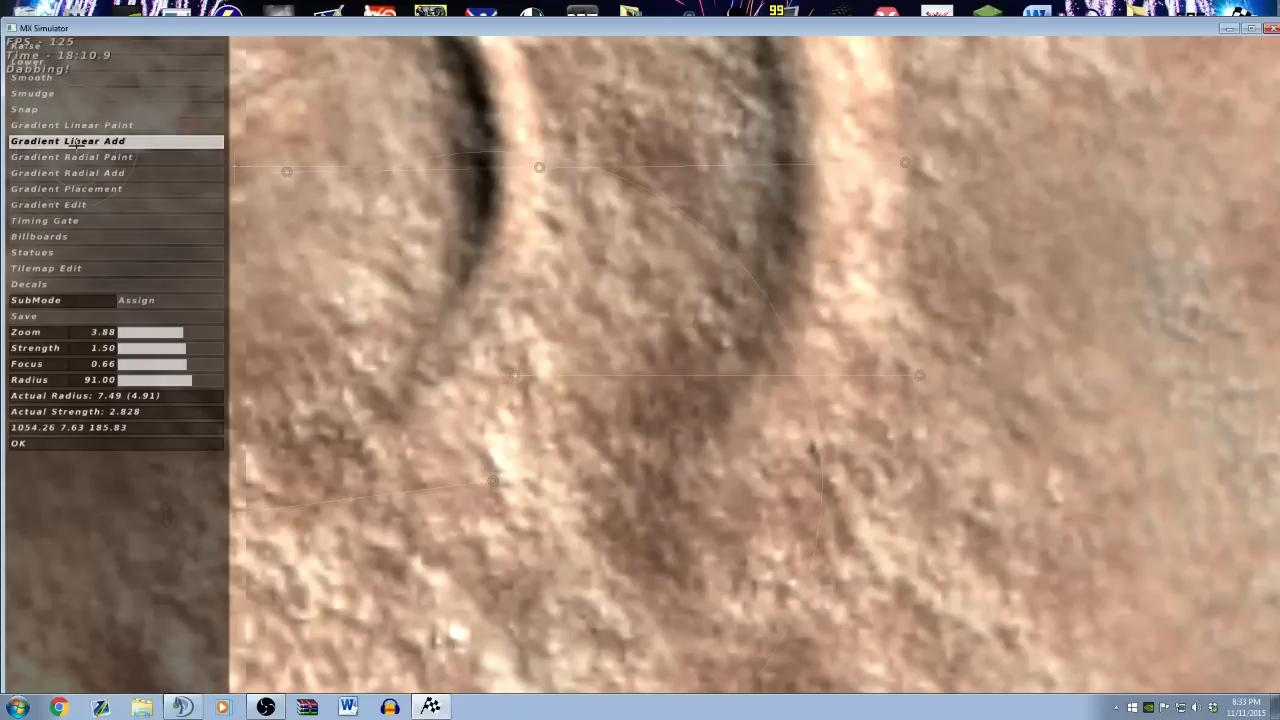 99
MX Simulator
FPS - 125
Raise
Time - 18:10.9
Lower
Dabbing!
Smooth
Smudge
Snap
Gradient Linear Paint
Gradient Linear Add
Gradient Radial Paint
Gradient Radial Add
Gradient Placement
Gradient Edit
Timing Gate
Billboards
Statues
Tilemap Edit
Decals
SubMode Assign
Save
Zoom 3.88
Strength 1.50
Focus 0.66
Radius 91.00
Actual Radius: 7.49 (4.91)
Actual Strength: 2.828
1054.26 7.63 185.83
OK
8:33 PM
11/11/2015